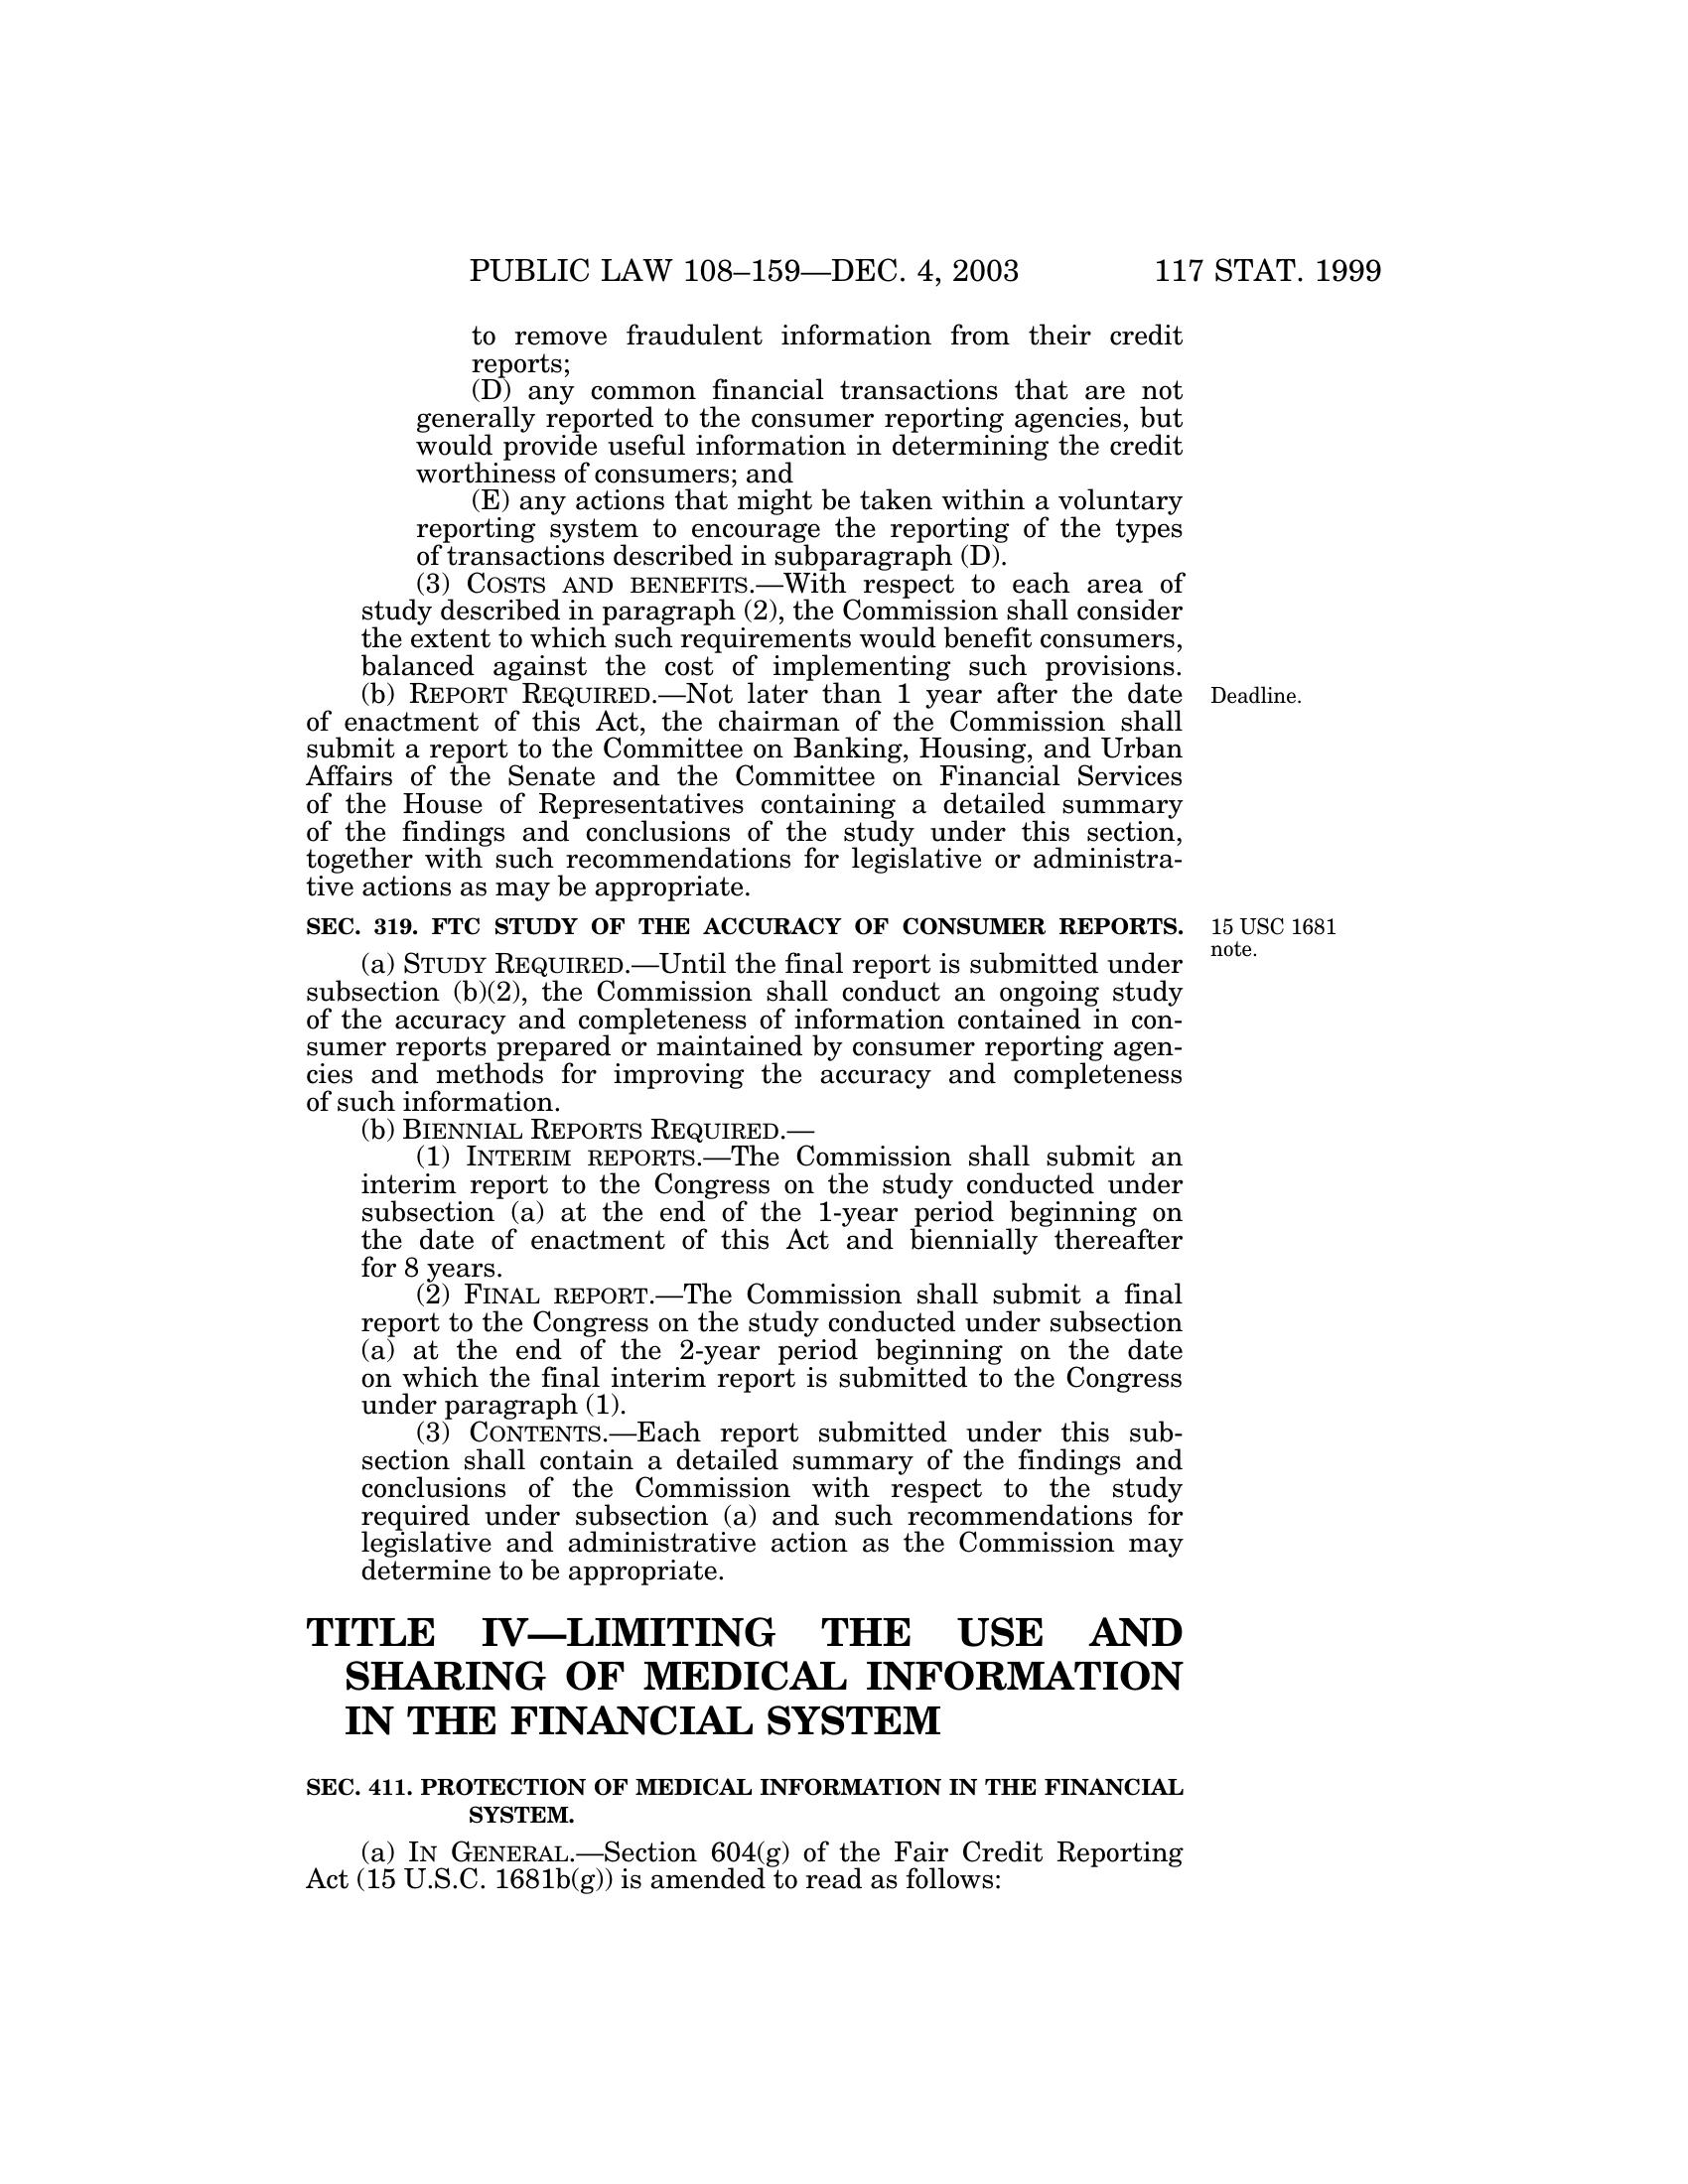 PUBLIC LAW 108–159—DEC. 4, 2003 117 STAT. 1999
to remove fraudulent information from their credit
reports;
(D) any common financial transactions that are not
generally reported to the consumer reporting agencies, but
would provide useful information in determining the credit
worthiness of consumers; and
(E) any actions that might be taken within a voluntary
reporting system to encourage the reporting of the types
of transactions described in subparagraph (D).
(3) COSTS AND BENEFITS.—With respect to each area of
study described in paragraph (2), the Commission shall consider
the extent to which such requirements would benefit consumers,
balanced against the cost of implementing such provisions.
(b) REPORT REQUIRED.—Not later than 1 year after the date
of enactment of this Act, the chairman of the Commission shall
submit a report to the Committee on Banking, Housing, and Urban
Affairs of the Senate and the Committee on Financial Services
of the House of Representatives containing a detailed summary
of the findings and conclusions of the study under this section,
together with such recommendations for legislative or administra-
tive actions as may be appropriate.
Deadline.
SEC. 319. FTC STUDY OF THE ACCURACY OF CONSUMER REPORTS.
15 USC 1681
note.
(a) STUDY REQUIRED.—Until the final report is submitted under
subsection (b)(2), the Commission shall conduct an ongoing study
of the accuracy and completeness of information contained in con-
sumer reports prepared or maintained by consumer reporting agen-
cies and methods for improving the accuracy and completeness
of such information.
(b) BIENNIAL REPORTS REQUIRED.—
(1) INTERIM REPORTS.—The Commission shall submit an
interim report to the Congress on the study conducted under
subsection (a) at the end of the 1-year period beginning on
the date of enactment of this Act and biennially thereafter
for 8 years.
(2) FINAL REPORT.—The Commission shall submit a final
report to the Congress on the study conducted under subsection
(a) at the end of the 2-year period beginning on the date
on which the final interim report is submitted to the Congress
under paragraph (1).
(3) CONTENTS.—Each report submitted under this sub-
section shall contain a detailed summary of the findings and
conclusions of the Commission with respect to the study
required under subsection (a) and such recommendations for
legislative and administrative action as the Commission may
determine to be appropriate.
TITLE IV—LIMITING THE USE AND
SHARING OF MEDICAL INFORMATION
IN THE FINANCIAL SYSTEM
SEC. 411. PROTECTION OF MEDICAL INFORMATION IN THE FINANCIAL
SYSTEM.
(a) IN GENERAL.—Section 604(g) of the Fair Credit Reporting
Act (15 U.S.C. 1681b(g)) is amended to read as follows: